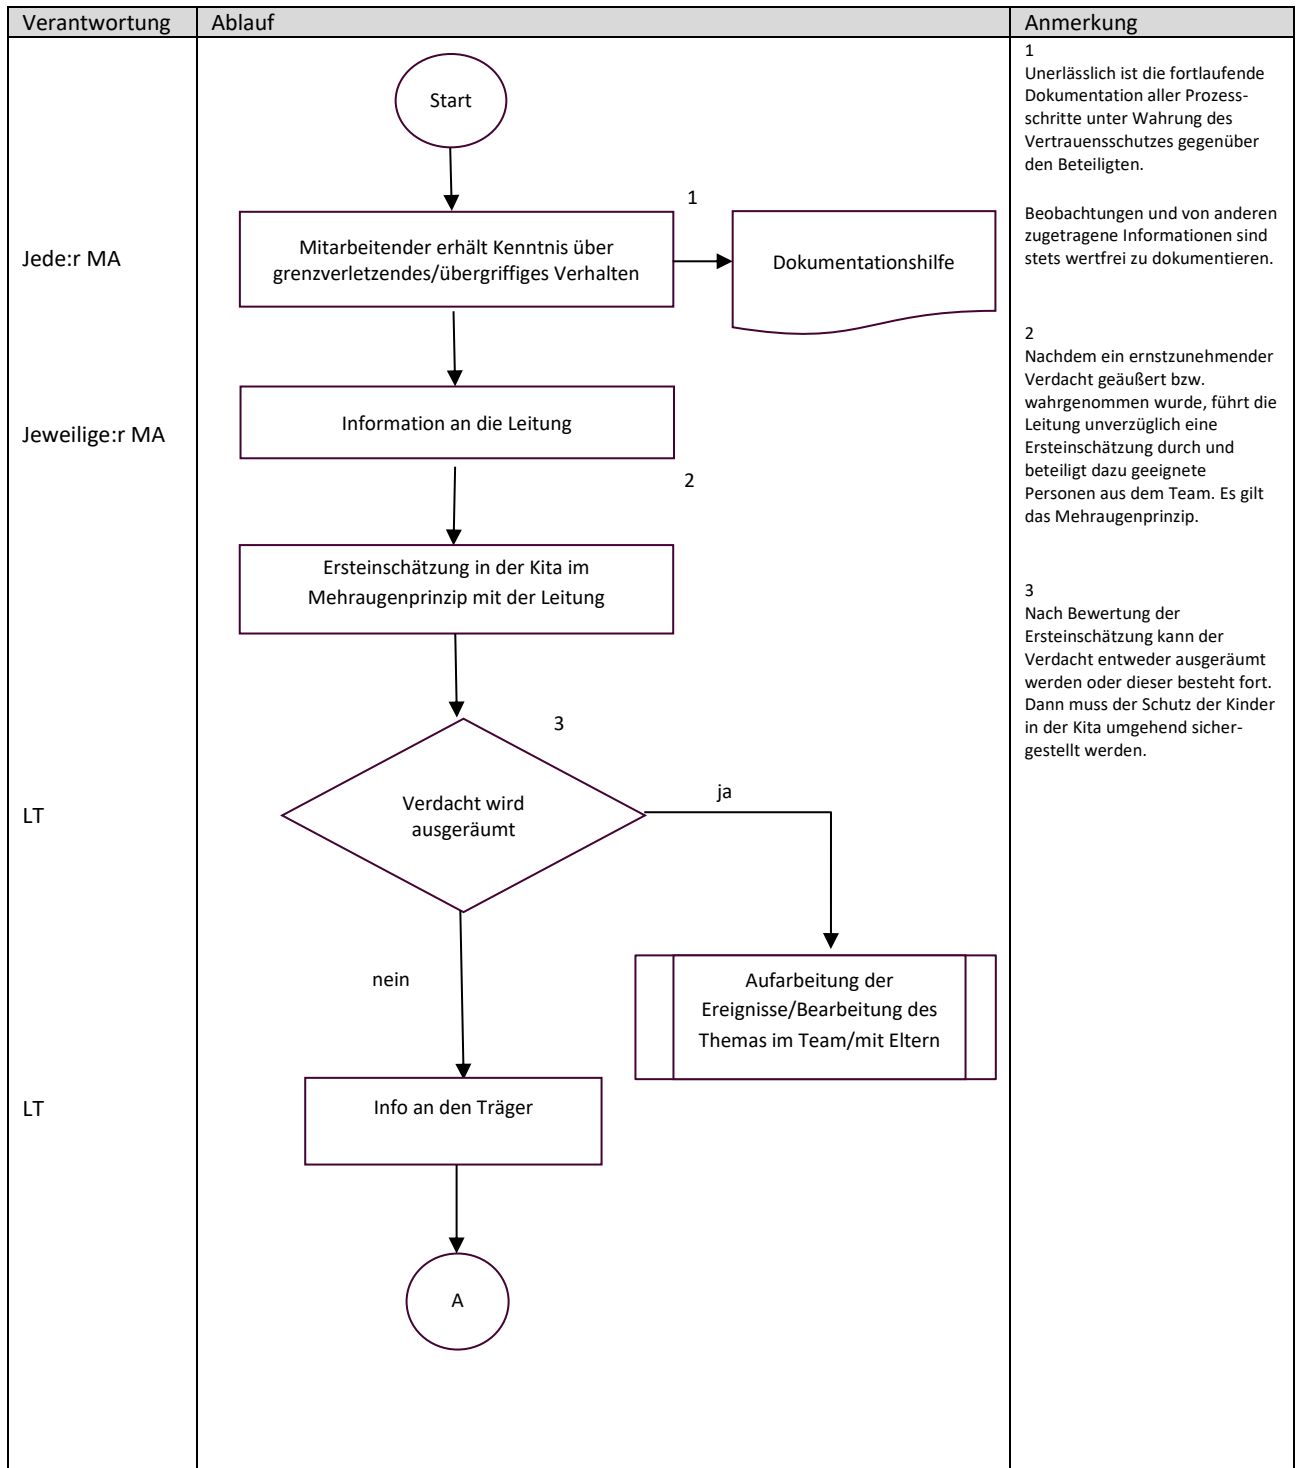 Verantwortung
Ablauf
Anmerkung
Start
1
Mitarbeitender erhält Kenntnis über
grenzverletzendes/übergriffiges Verhalten
Dokumentationshilfe
Jede:r MA
Information an die Leitung
Jeweilige:r MA
2
Ersteinschätzung in der Kita im
Mehraugenprinzip mit der Leitung
3
Verdacht wird
ausgeräumt
ja
LT
nein
Aufarbeitung der
Ereignisse/Bearbeitung des
Themas im Team/mit Eltern
Info an den Träger
LT
A
1
Unerlässlich ist die fortlaufende
Dokumentation aller Prozess-
schritte unter Wahrung des
Vertrauensschutzes gegenüber
den Beteiligten.
Beobachtungen und von anderen
zugetragene Informationen sind
stets wertfrei zu dokumentieren.
2
Nachdem ein ernstzunehmender
Verdacht geäußert bzw.
wahrgenommen wurde, führt die
Leitung unverzüglich eine
Ersteinschätzung durch und
beteiligt dazu geeignete
Personen aus dem Team. Es gilt
das Mehraugenprinzip.
3
Nach Bewertung der
Ersteinschätzung kann der
Verdacht entweder ausgeräumt
werden oder dieser besteht fort.
Dann muss der Schutz der Kinder
in der Kita umgehend sicher-
gestellt werden.